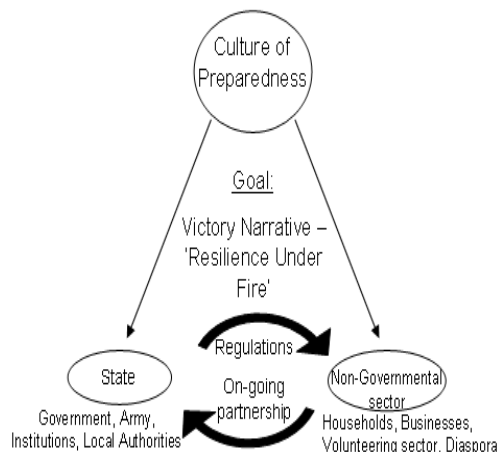 Culture of
Preparedness
Goal:
Victory Narrative –
'Resilience Under
Fire'
Regulations
On-going
partnership
State
Government, Army,
Institutions, Local Authorities
Non-Governmental
sector
Households, Businesses,
Volunteering sector, Diaspora